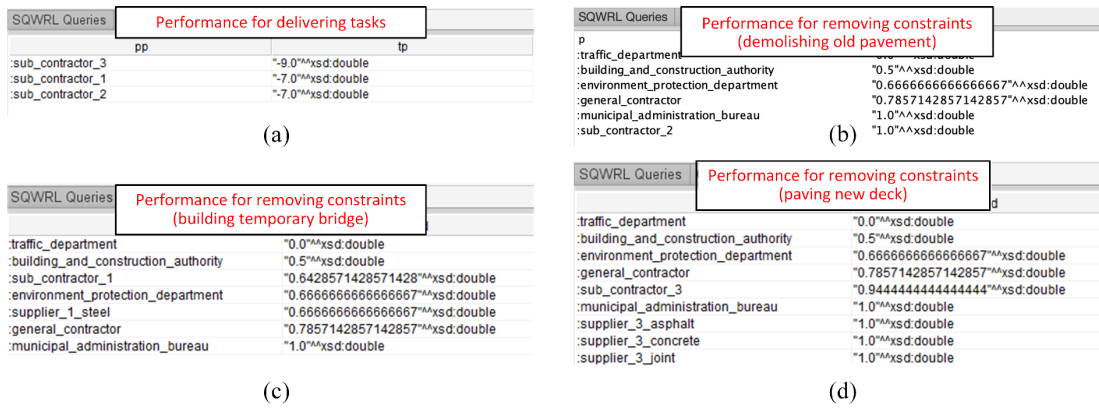 SQWRL Queries
Performance for delivering tasks
pp tp
:sub_contractor_3 "-9.0"^^xsd:double
:sub_contractor_1 "-7.0"^^xsd:double
:sub_contractor_2 "-7.0"^^xsd:double
(a)
SQWRL Queries
Performance for removing constraints
(demolishing old pavement)
p
:traffic_department "0.0"^^xsd:double
:building_and_construction_authority "0.5"^^xsd:double
:environment_protection_department "0.6666666666666667"^^xsd:double
:general_contractor "0.7857142857142857"^^xsd:double
:municipal_administration_bureau "1.0"^^xsd:double
:sub_contractor_2 "1.0"^^xsd:double
(b)
SQWRL Queries
Performance for removing constraints
(building temporary bridge)
:traffic_department "0.0"^^xsd:double
:building_and_construction_authority "0.5"^^xsd:double
:sub_contractor_1 "0.6428571428571428"^^xsd:double
:environment_protection_department "0.6666666666666667"^^xsd:double
:supplier_1_steel "0.6666666666666667"^^xsd:double
:general_contractor "0.7857142857142857"^^xsd:double
:municipal_administration_bureau "1.0"^^xsd:double
(c)
SQWRL Queries
Performance for removing constraints
(paving new deck)
d
:traffic_department "0.0"^^xsd:double
:building_and_construction_authority "0.5"^^xsd:double
:environment_protection_department "0.6666666666666667"^^xsd:double
:general_contractor "0.7857142857142857"^^xsd:double
:sub_contractor_3 "0.9444444444444444"^^xsd:double
:municipal_administration_bureau "1.0"^^xsd:double
:supplier_3_asphalt "1.0"^^xsd:double
:supplier_3_concrete "1.0"^^xsd:double
:supplier_3_joint "1.0"^^xsd:double
(d)